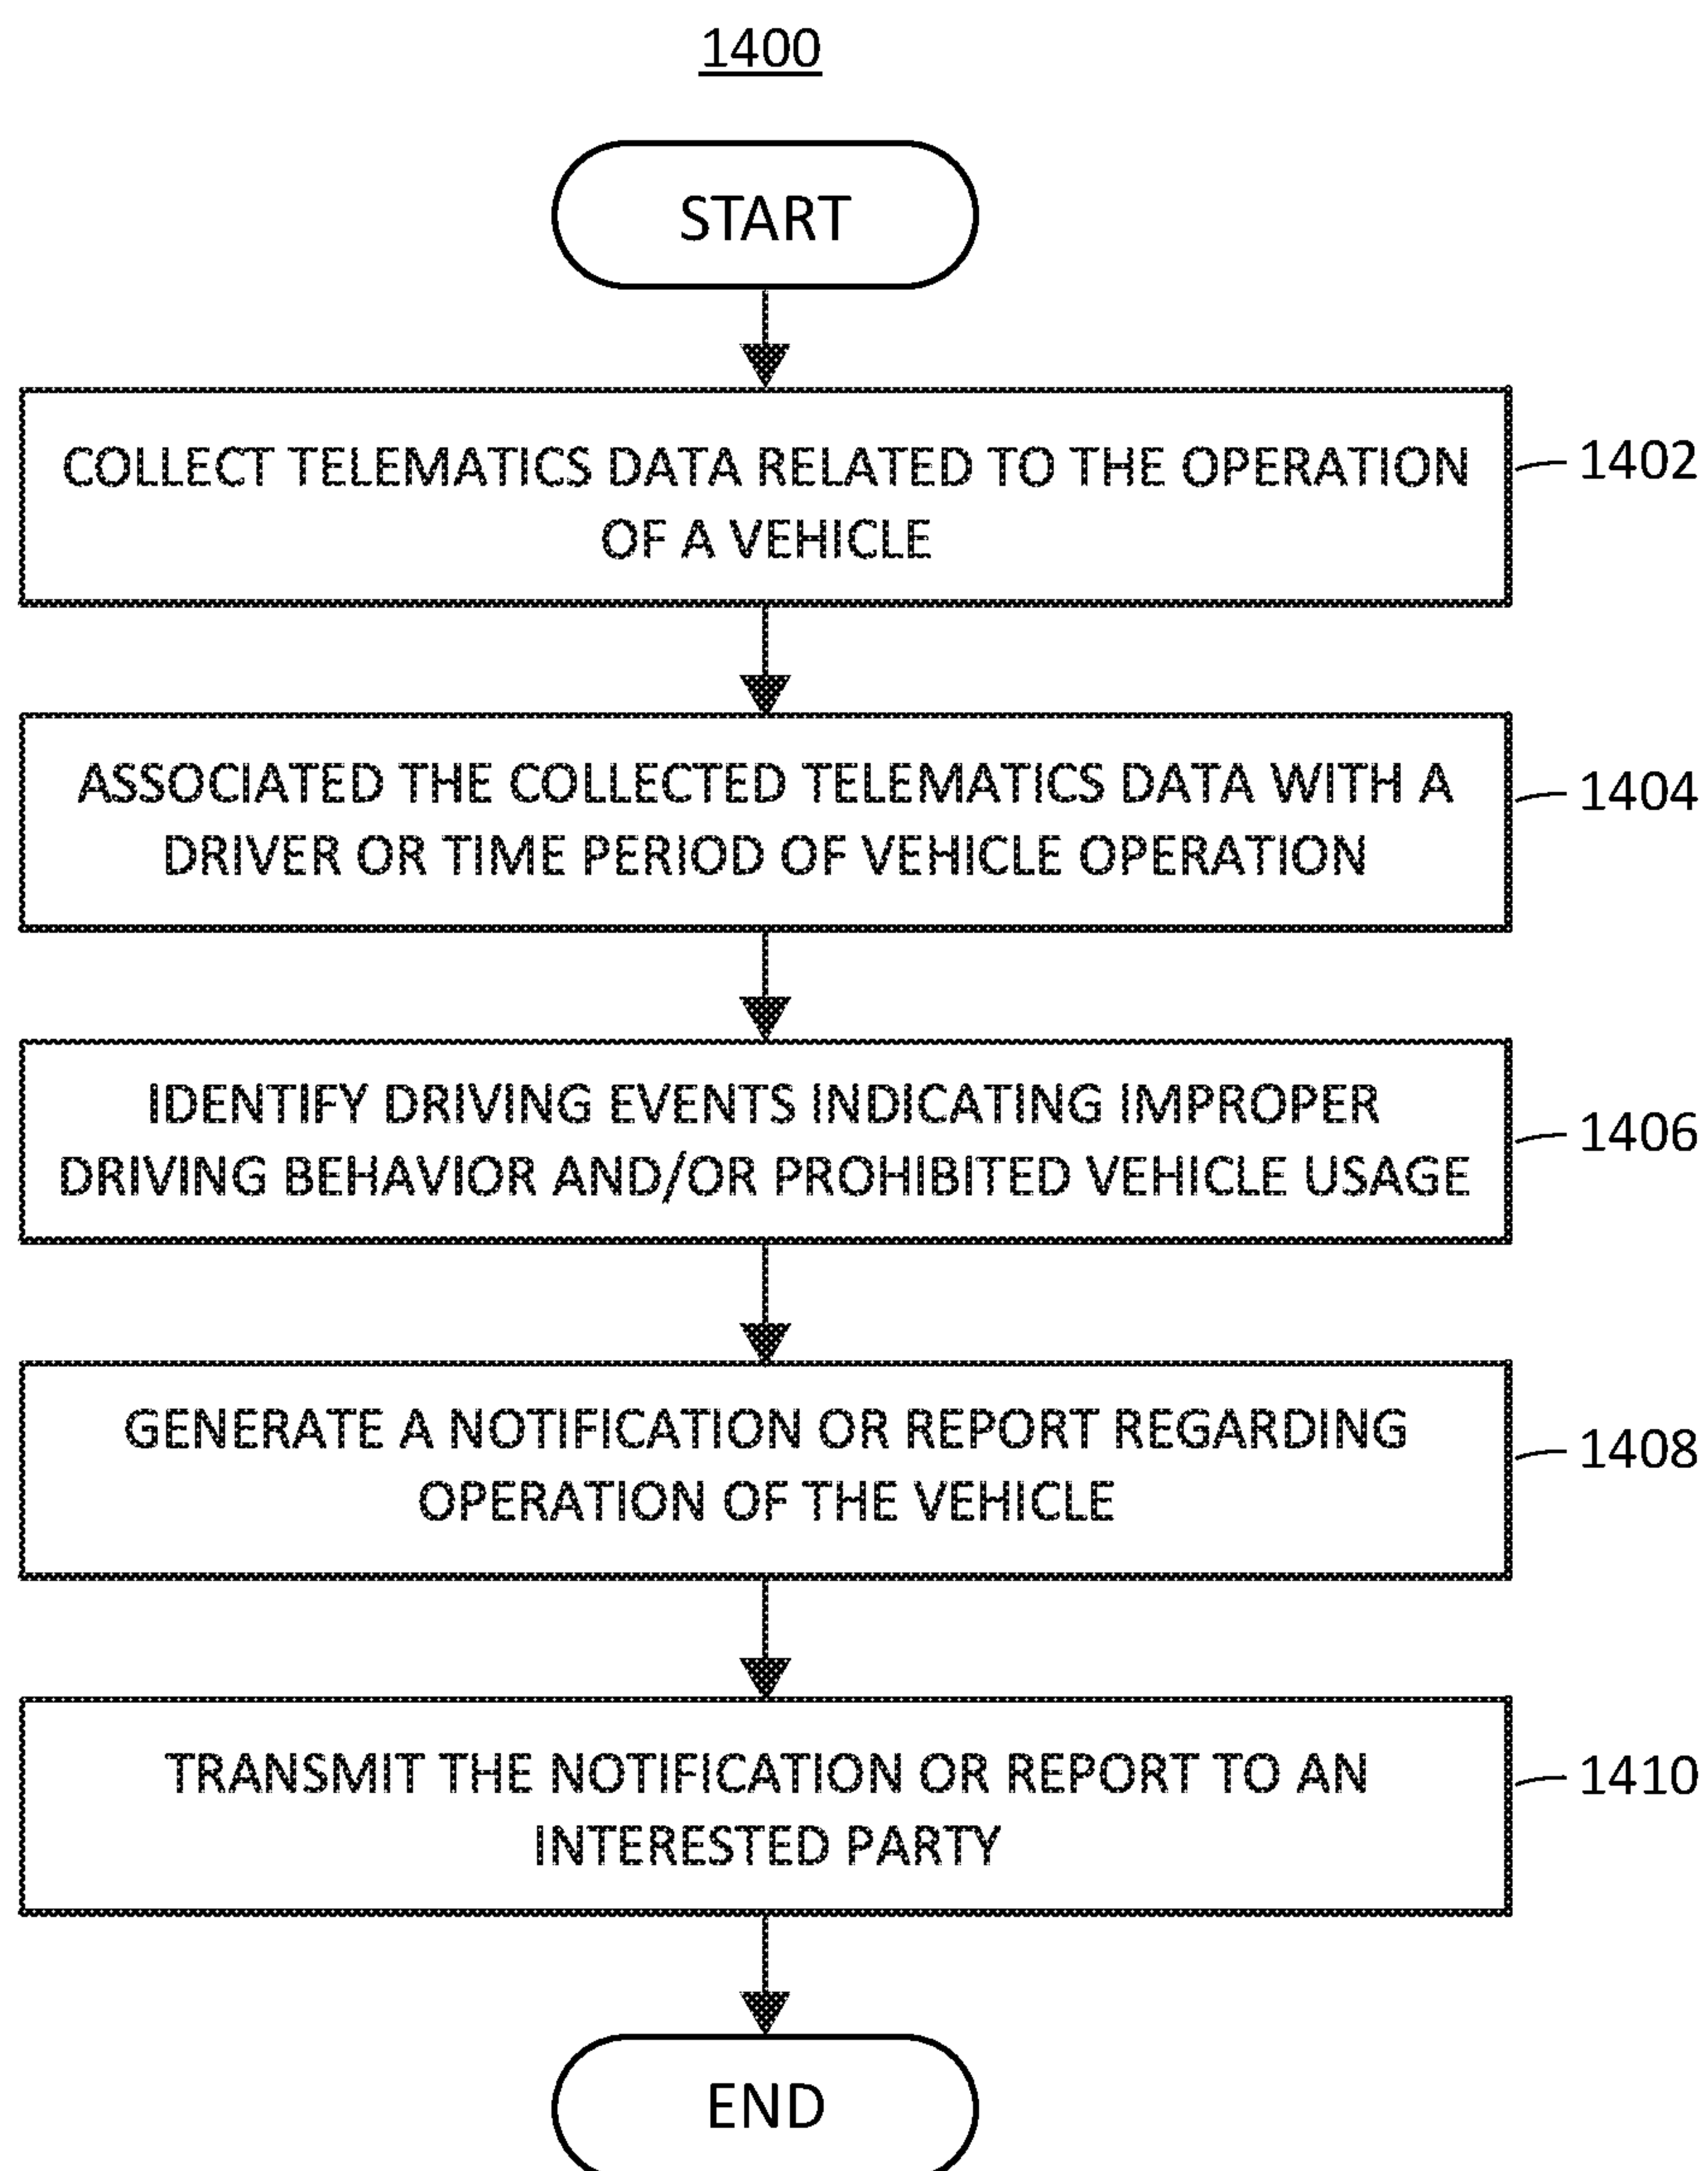 1400
START
COLLECT TELEMATICS DATA RELATED TO THE OPERATION
OF A VEHICLE
1402
ASSOCIATED THE COLLECTED TELEMATICS DATA WITH A
DRIVER OR TIME PERIOD OF VEHICLE OPERATION
1404
IDENTIFY DRIVING EVENTS INDICATING IMPROPER
DRIVING BEHAVIOR AND/OR PROHIBITED VEHICLE USAGE
1406
GENERATE A NOTIFICATION OR REPORT REGARDING
OPERATION OF THE VEHICLE
1408
TRANSMIT THE NOTIFICATION OR REPORT TO AN
INTERESTED PARTY
1410
END